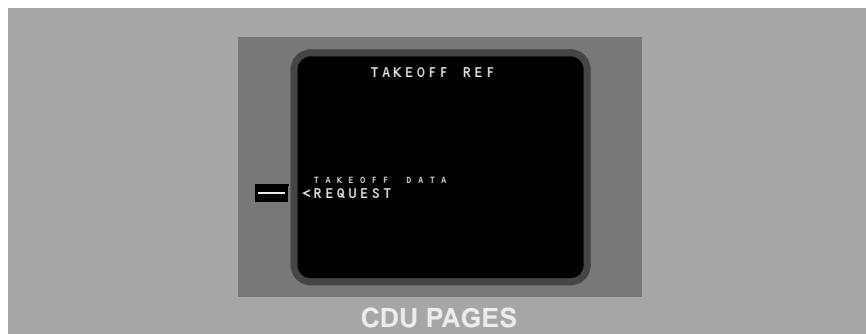 TAKEOFF REF
TAKEOFF DATA
<REQUEST
CDU PAGES